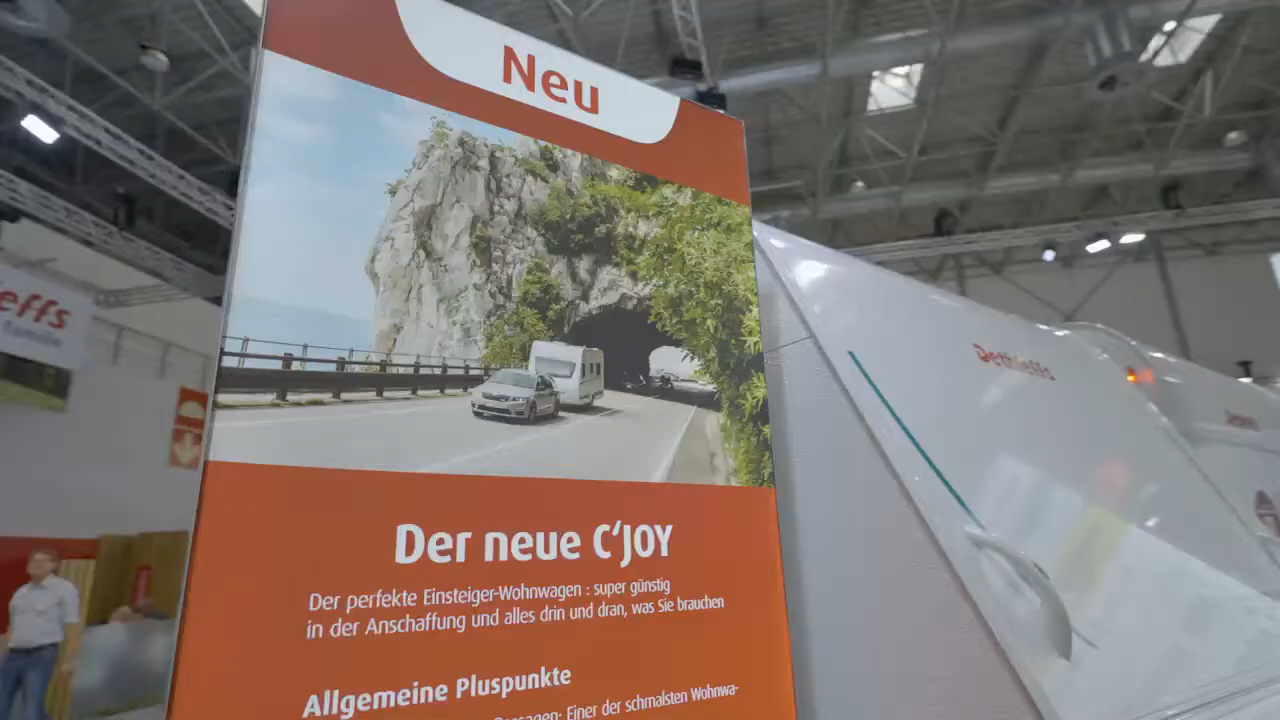 Neu
effs
Dethleffs
Der neue C'JOY
Der perfekte Einsteiger-Wohnwagen : super günstig
in der Anschaffung und alles drin und dran, was Sie brauchen
Allgemeine Pluspunkte
Einer der schmalsten Wohnwa-